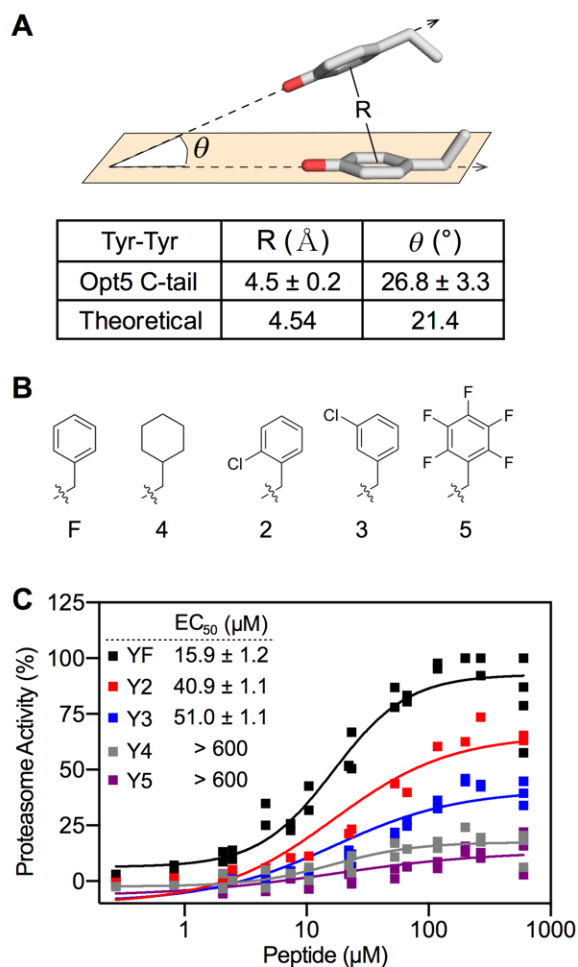 A
R
θ
Tyr-Tyr R (Å) θ (°)
Opt5 C-tail 4.5 ± 0.2 26.8 ± 3.3
Theoretical 4.54 21.4
B
Cl Cl F F F F F
F 4 2 3 5
C
125
100
75
50
25
0
Proteasome Activity (%)
EC₅₀ (µM)
YF 15.9 ± 1.2
Y2 40.9 ± 1.1
Y3 51.0 ± 1.1
Y4 > 600
Y5 > 600
1 10 100 1000
Peptide (µM)